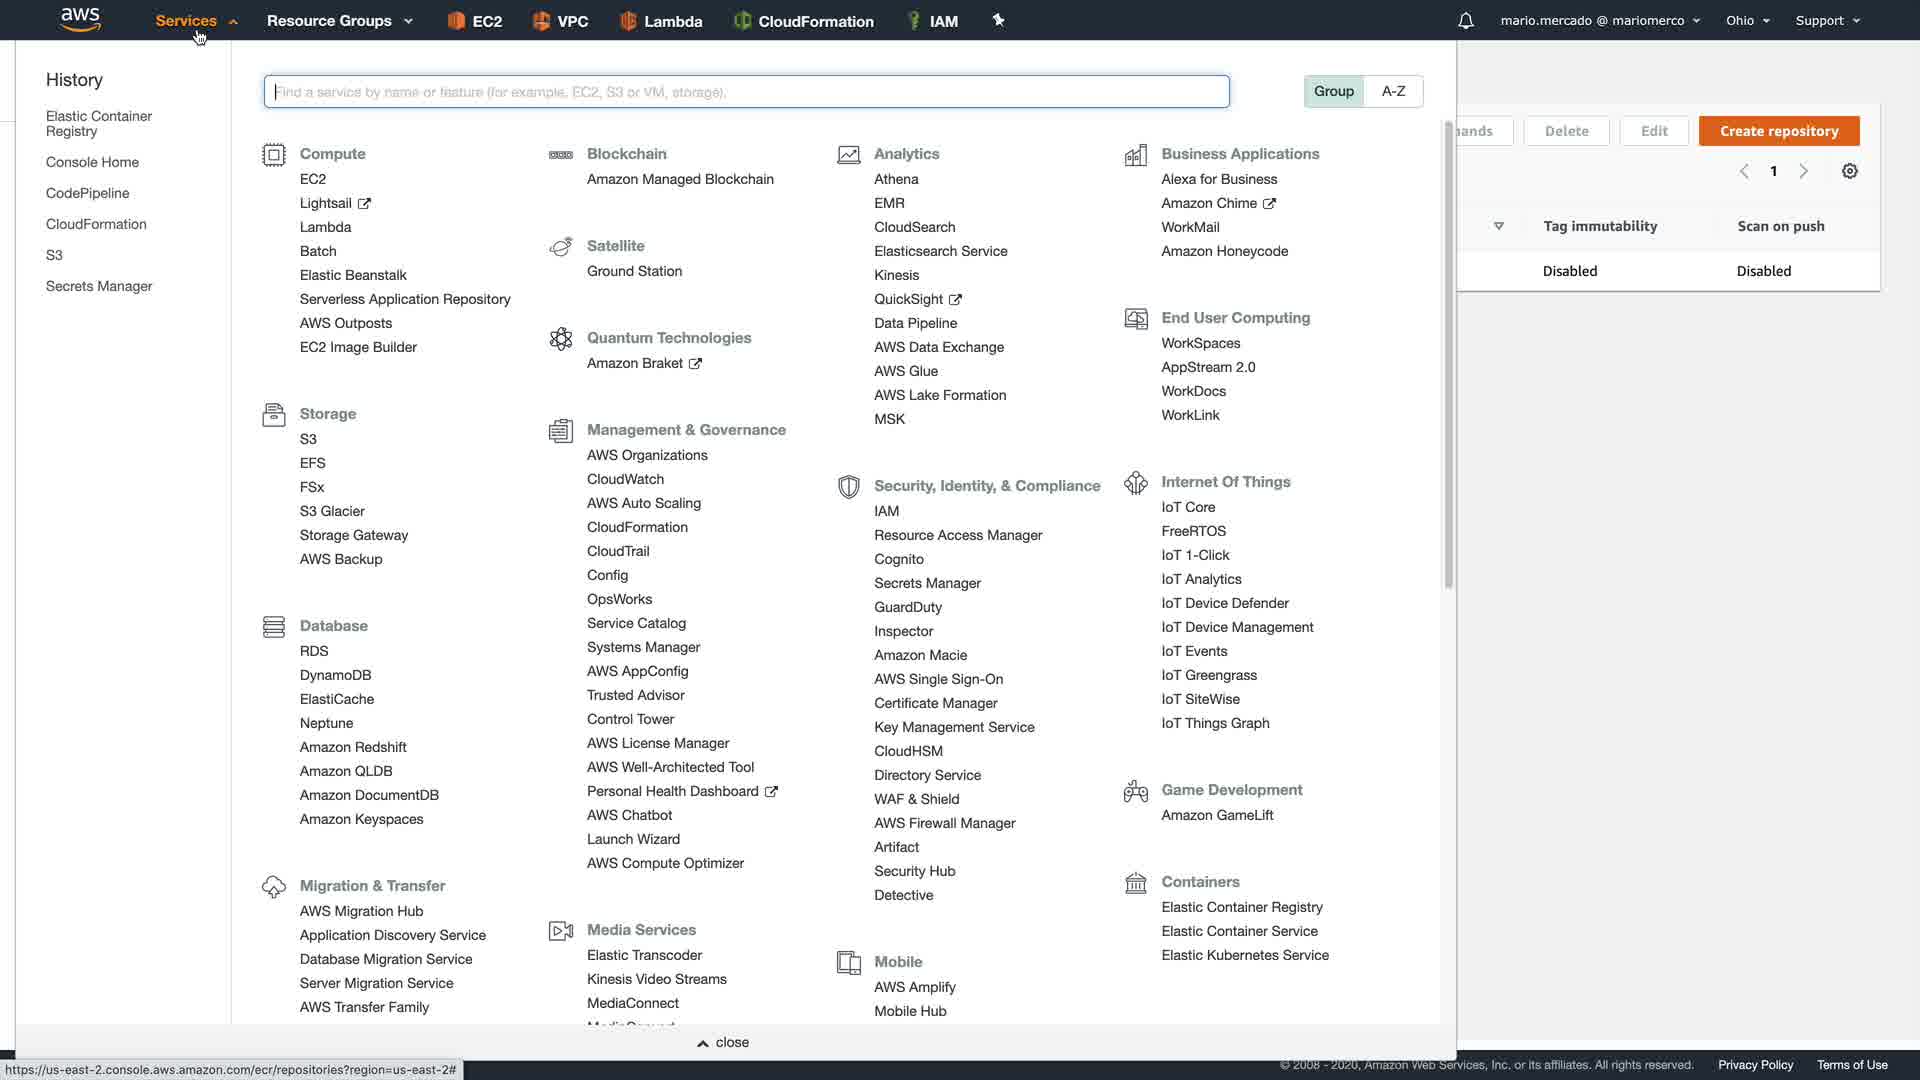 aws
Services
Resource Groups
EC2
VPC
Lambda
CloudFormation
IAM
mario.mercado @ mariomerco
Ohio
Support
History
Elastic Container
Registry
Console Home
CodePipeline
CloudFormation
S3
Secrets Manager
Find a service by name or feature (for example, EC2, S3 or VM, storage).
Group
A-Z
Compute
EC2
Lightsail
Lambda
Batch
Elastic Beanstalk
Serverless Application Repository
AWS Outposts
EC2 Image Builder
Storage
S3
EFS
FSx
S3 Glacier
Storage Gateway
AWS Backup
Database
RDS
DynamoDB
ElastiCache
Neptune
Amazon Redshift
Amazon QLDB
Amazon DocumentDB
Amazon Keyspaces
Migration & Transfer
AWS Migration Hub
Application Discovery Service
Database Migration Service
Server Migration Service
AWS Transfer Family
Blockchain
Amazon Managed Blockchain
Satellite
Ground Station
Quantum Technologies
Amazon Braket
Management & Governance
AWS Organizations
CloudWatch
AWS Auto Scaling
CloudFormation
CloudTrail
Config
OpsWorks
Service Catalog
Systems Manager
AWS AppConfig
Trusted Advisor
Control Tower
AWS License Manager
AWS Well-Architected Tool
Personal Health Dashboard
AWS Chatbot
Launch Wizard
AWS Compute Optimizer
Media Services
Elastic Transcoder
Kinesis Video Streams
MediaConnect
Analytics
Athena
EMR
CloudSearch
Elasticsearch Service
Kinesis
QuickSight
Data Pipeline
AWS Data Exchange
AWS Glue
AWS Lake Formation
MSK
Security, Identity, & Compliance
IAM
Resource Access Manager
Cognito
Secrets Manager
GuardDuty
Inspector
Amazon Macie
AWS Single Sign-On
Certificate Manager
Key Management Service
CloudHSM
Directory Service
WAF & Shield
AWS Firewall Manager
Artifact
Security Hub
Detective
Mobile
AWS Amplify
Mobile Hub
Business Applications
Alexa for Business
Amazon Chime
WorkMail
Amazon Honeycode
End User Computing
WorkSpaces
AppStream 2.0
WorkDocs
WorkLink
Internet Of Things
IoT Core
FreeRTOS
IoT 1-Click
IoT Analytics
IoT Device Defender
IoT Device Management
IoT Events
IoT Greengrass
IoT SiteWise
IoT Things Graph
Game Development
Amazon GameLift
Containers
Elastic Container Registry
Elastic Container Service
Elastic Kubernetes Service
close
Delete
Edit
Create repository
1
Tag immutability
Scan on push
Disabled
Disabled
https://us-east-2.console.aws.amazon.com/ecr/repositories?region=us-east-2#
© 2008 - 2020, Amazon Web Services, Inc. or its affiliates. All rights reserved.
Privacy Policy
Terms of Use